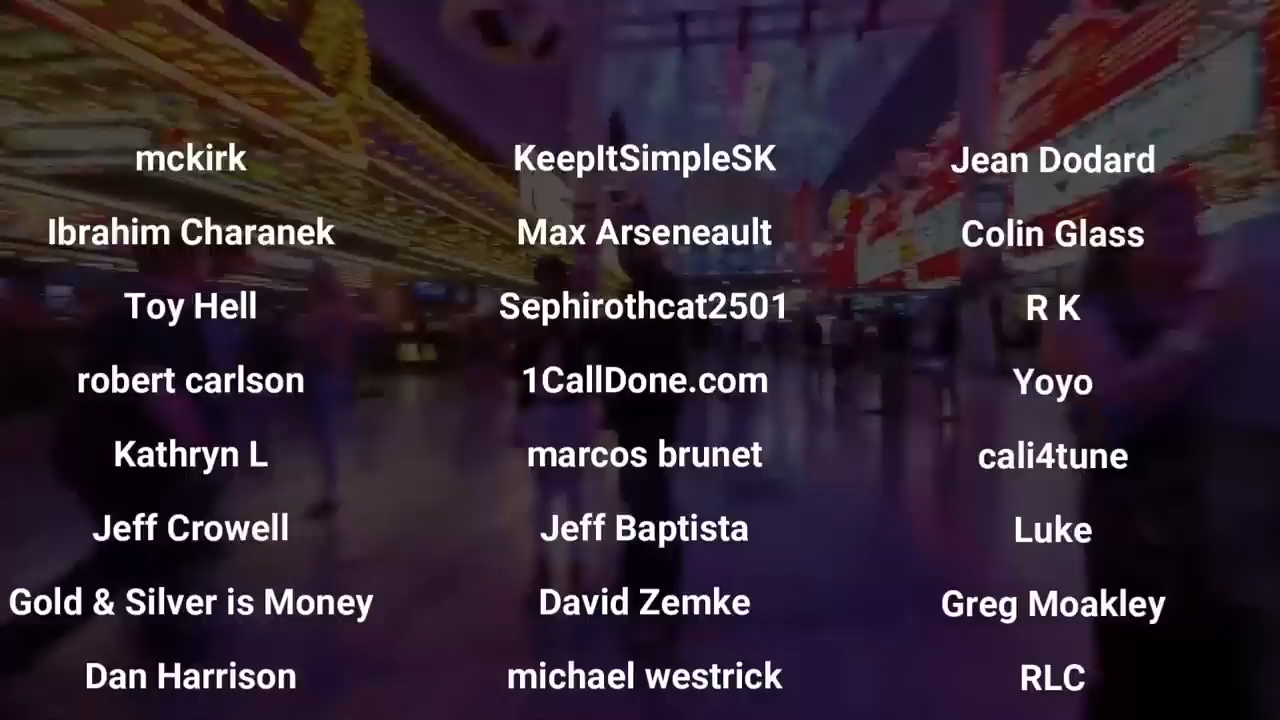 mckirk
KeepItSimpleSK
Jean Dodard
Ibrahim Charanek
Max Arseneault
Colin Glass
Toy Hell
Sephirothcat2501
R K
robert carlson
1CallDone.com
Yoyo
Kathryn L
marcos brunet
cali4tune
Jeff Crowell
Jeff Baptista
Luke
Gold & Silver is Money
David Zemke
Greg Moakley
Dan Harrison
michael westrick
RLC